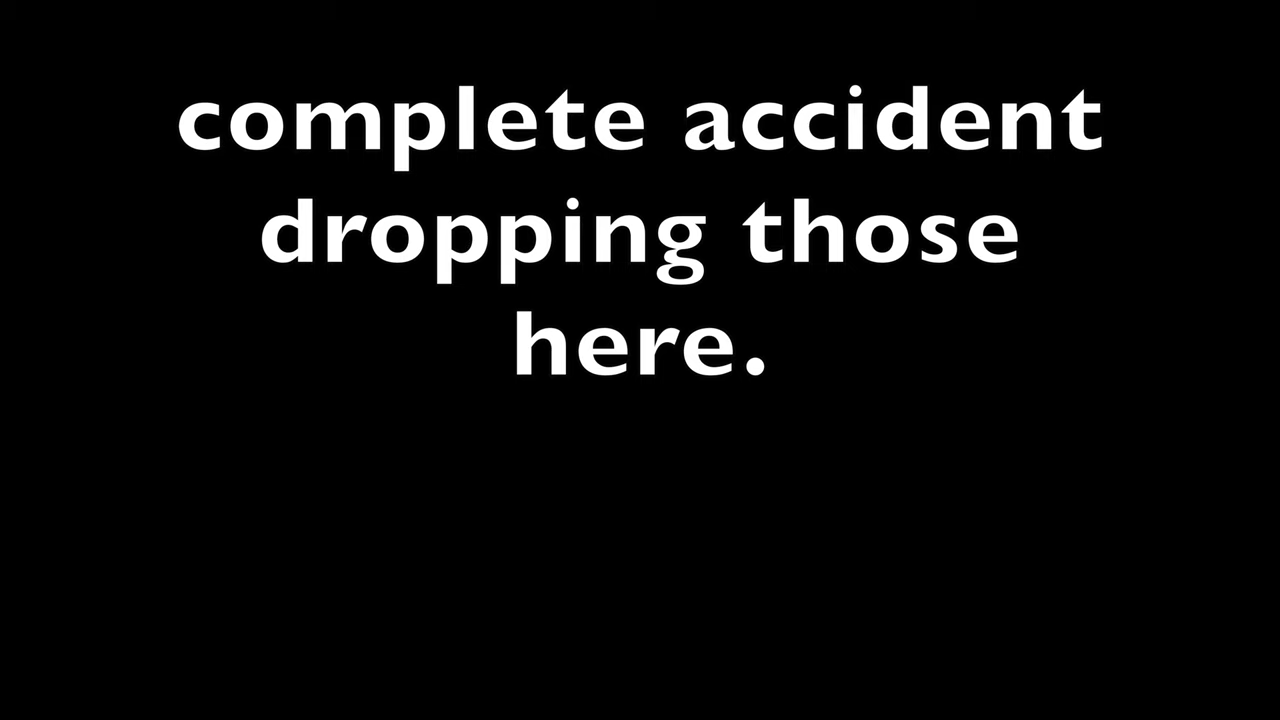 complete accident
dropping those
here.